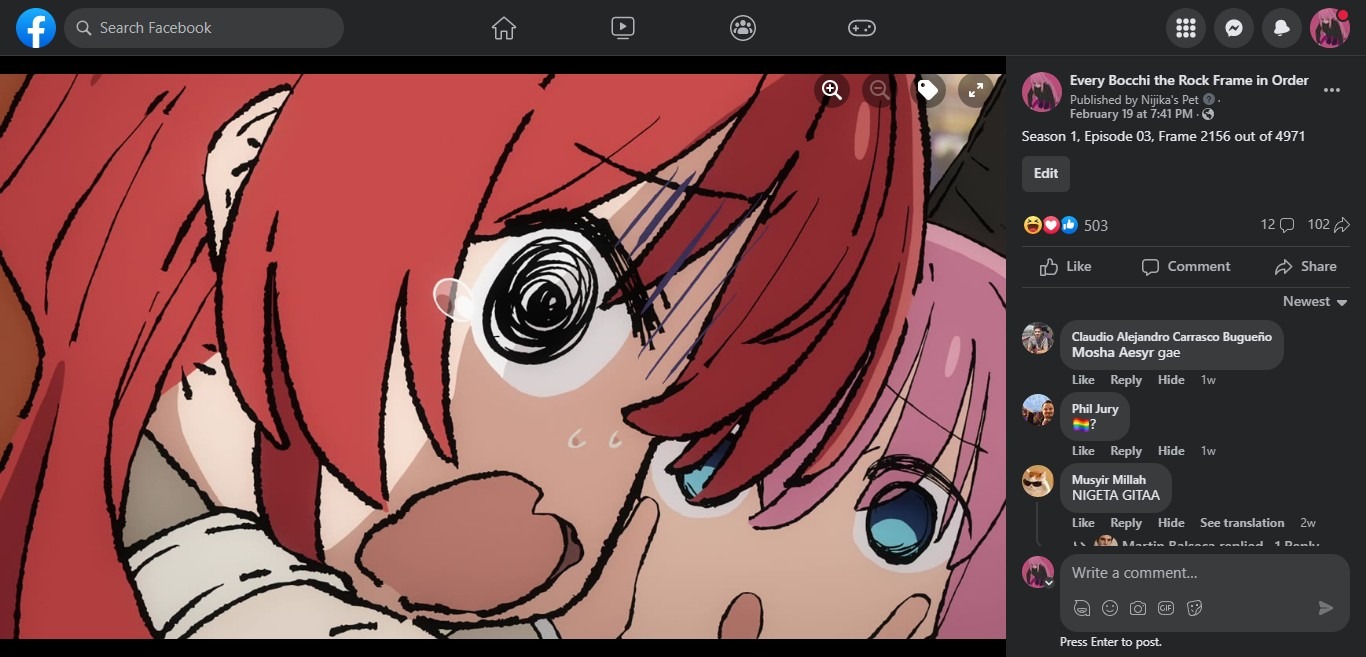 Search Facebook
Every Bocchi the Rock Frame in Order
Published by Nijika's Pet ·
February 19 at 7:41 PM ·
Season 1, Episode 03, Frame 2156 out of 4971
Edit
503
12
102
Like
Comment
Share
Newest
Claudio Alejandro Carrasco Bugueño
Mosha Aesyr gae
Like Reply Hide 1w
Phil Jury
🏳️‍🌈?
Like Reply Hide 1w
Musyir Millah
NIGETA GITAA
Like Reply Hide See translation 2w
Martin Balseca replied · 1 Reply
Write a comment...
GIF
Press Enter to post.